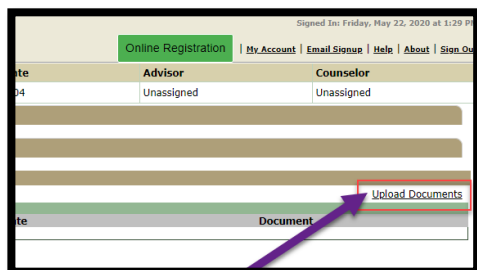 Signed In: Friday, May 22, 2020 at 1:29 P
Online Registration | My Account | Email Signup | Help | About | Sign Ou
te Advisor Counselor
04 Unassigned Unassigned
Upload Documents
te Document